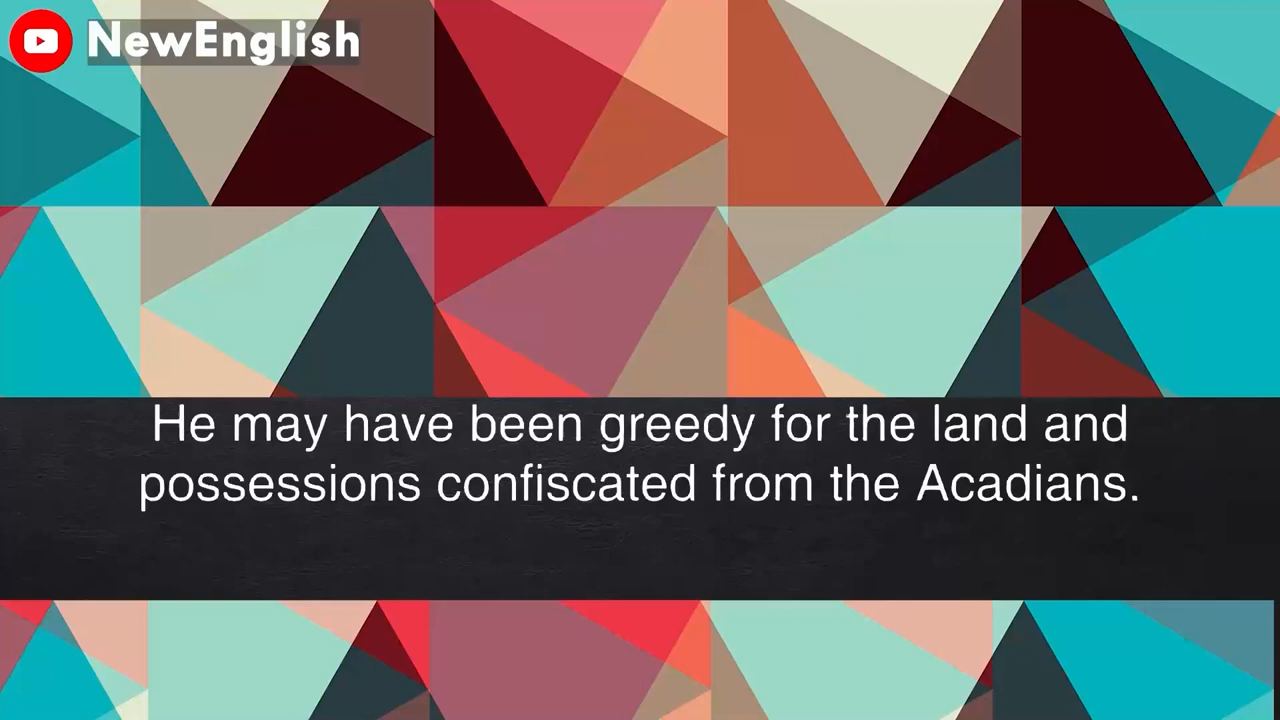 NewEnglish
He may have been greedy for the land and
possessions confiscated from the Acadians.